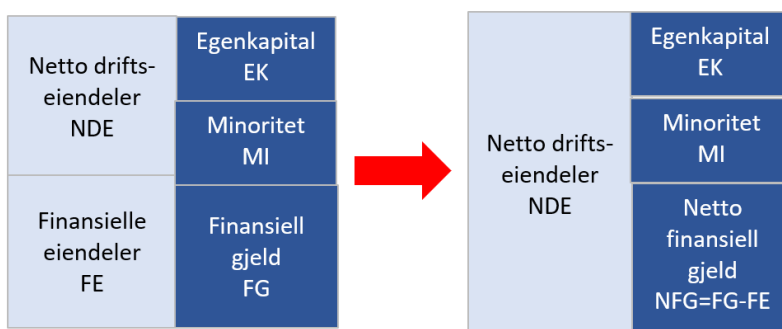 Netto drifts-
eiendeler
NDE
Egenkapital
EK
Minoritet
MI
Finansielle
eiendeler
FE
Finansiell
gjeld
FG
Netto drifts-
eiendeler
NDE
Egenkapital
EK
Minoritet
MI
Netto
finansiell
gjeld
NFG=FG-FE